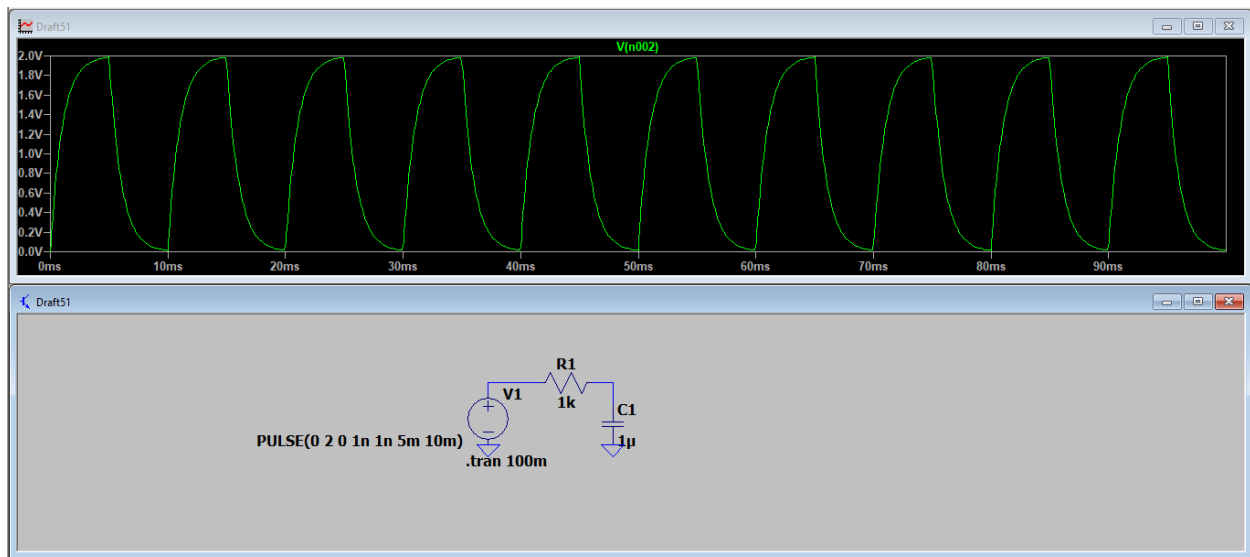 Draft51
V(n002)
2.0V
1.8V
1.6V
1.4V
1.2V
1.0V
0.8V
0.6V
0.4V
0.2V
0.0V
0ms 10ms 20ms 30ms 40ms 50ms 60ms 70ms 80ms 90ms
Draft51
R1
V1
1k
C1
PULSE(0 2 0 1n 1n 5m 10m)
1µ
.tran 100m